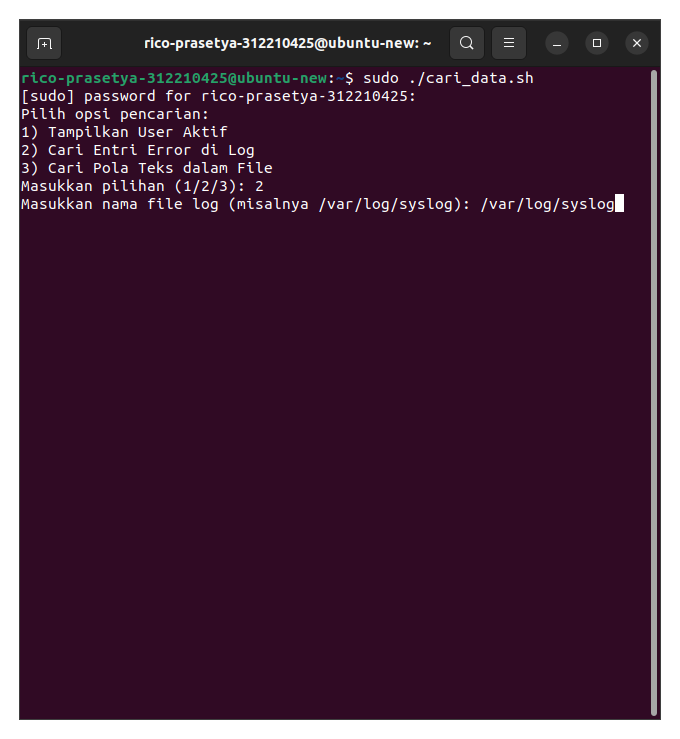 rico-prasetya-312210425@ubuntu-new: ~
rico-prasetya-312210425@ubuntu-new:~$ sudo ./cari_data.sh
[sudo] password for rico-prasetya-312210425:
Pilih opsi pencarian:
1) Tampilkan User Aktif
2) Cari Entri Error di Log
3) Cari Pola Teks dalam File
Masukkan pilihan (1/2/3): 2
Masukkan nama file log (misalnya /var/log/syslog): /var/log/syslog